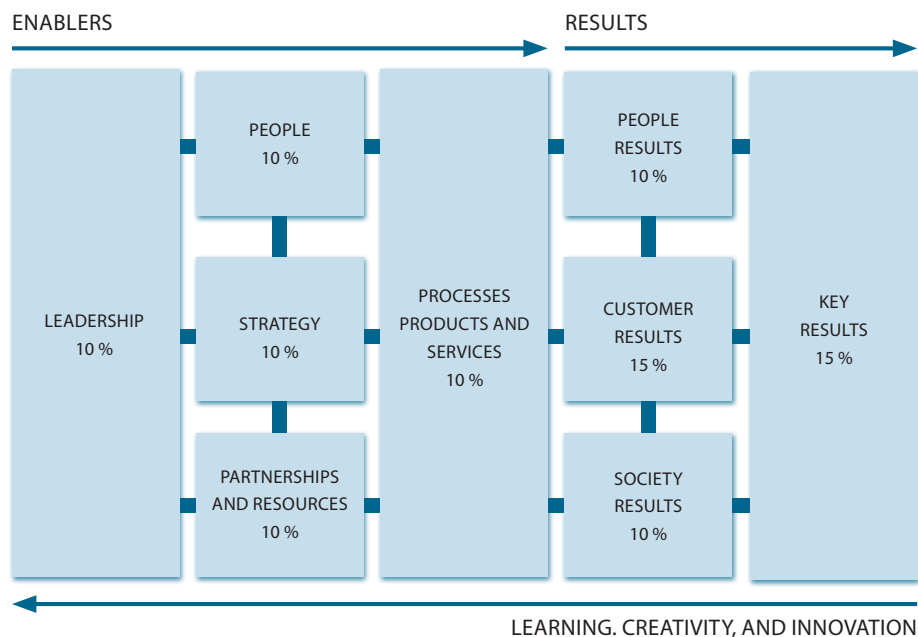 ENABLERS
RESULTS
LEADERSHIP
10 %
PEOPLE
10 %
STRATEGY
10 %
PARTNERSHIPS
AND RESOURCES
10 %
PROCESSES
PRODUCTS AND
SERVICES
10 %
PEOPLE
RESULTS
10 %
CUSTOMER
RESULTS
15 %
SOCIETY
RESULTS
10 %
KEY
RESULTS
15 %
LEARNING. CREATIVITY, AND INNOVATION